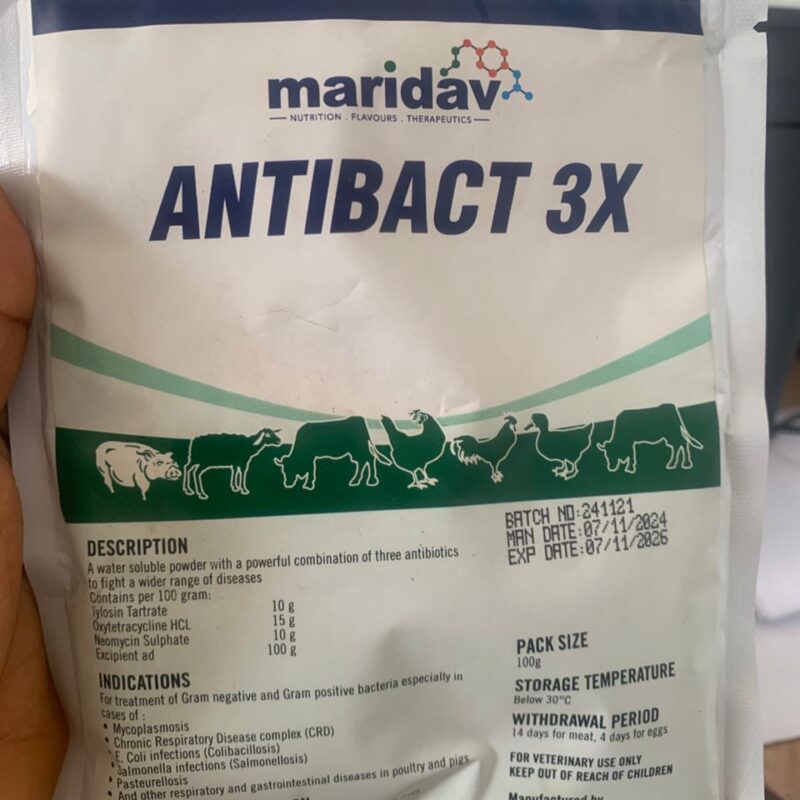 maridav
NUTRITION . FLAVOURS . THERAPEUTICS
ANTIBACT 3X
BATCH NO:241121
MAN DATE:07/11/2024
EXP DATE:07/11/2026
DESCRIPTION
A water soluble powder with a powerful combination of three antibiotics
to fight a wider range of diseases
Contains per 100 gram:
Tylosin Tartrate 10 g
Oxytetracycline HCL 15 g
Neomycin Sulphate 10 g
Excipient ad 100 g
INDICATIONS
For treatment of Gram negative and Gram positive bacteria especially in
cases of :
• Mycoplasmosis
• Chronic Respiratory Disease complex (CRD)
• E. Coli infections (Colibacillosis)
• Salmonella infections (Salmonellosis)
• Pasteurellosis
• And other respiratory and gastrointestinal diseases in poultry and pigs
PACK SIZE
100g
STORAGE TEMPERATURE
Below 30°C
WITHDRAWAL PERIOD
14 days for meat, 4 days for eggs
FOR VETERINARY USE ONLY
KEEP OUT OF REACH OF CHILDREN
Manufactured by